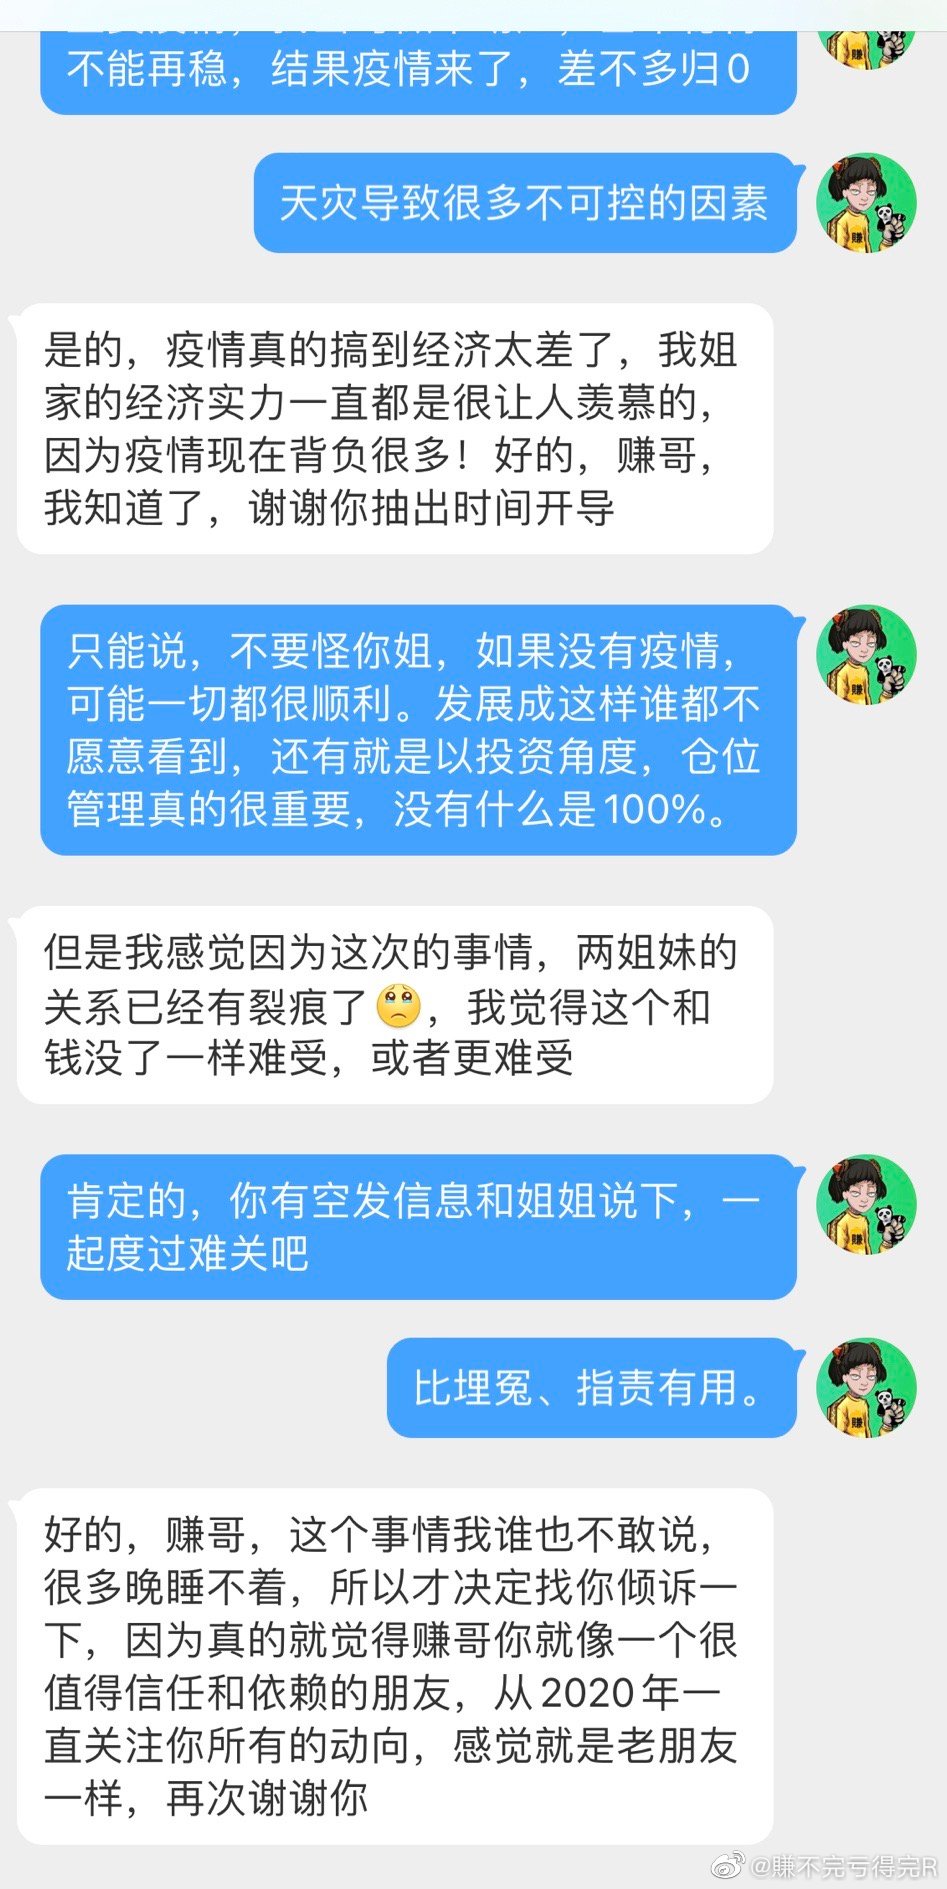 不能再稳，结果疫情来了，差不多归0
天灾导致很多不可控的因素
是的，疫情真的搞到经济太差了，我姐
家的经济实力一直都是很让人羡慕的，
因为疫情现在背负很多！好的，赚哥，
我知道了，谢谢你抽出时间开导
只能说，不要怪你姐，如果没有疫情，
可能一切都很顺利。发展成这样谁都不
愿意看到，还有就是以投资角度，仓位
管理真的很重要，没有什么是100%。
但是我感觉因为这次的事情，两姐妹的
关系已经有裂痕了🥺，我觉得这个和
钱没了一样难受，或者更难受
肯定的，你有空发信息和姐姐说下，一
起度过难关吧
比埋冤、指责有用。
好的，赚哥，这个事情我谁也不敢说，
很多晚睡不着，所以才决定找你倾诉一
下，因为真的就觉得赚哥你就像一个很
值得信任和依赖的朋友，从2020年一
直关注你所有的动向，感觉就是老朋友
一样，再次谢谢你
@賺不完亏得完R